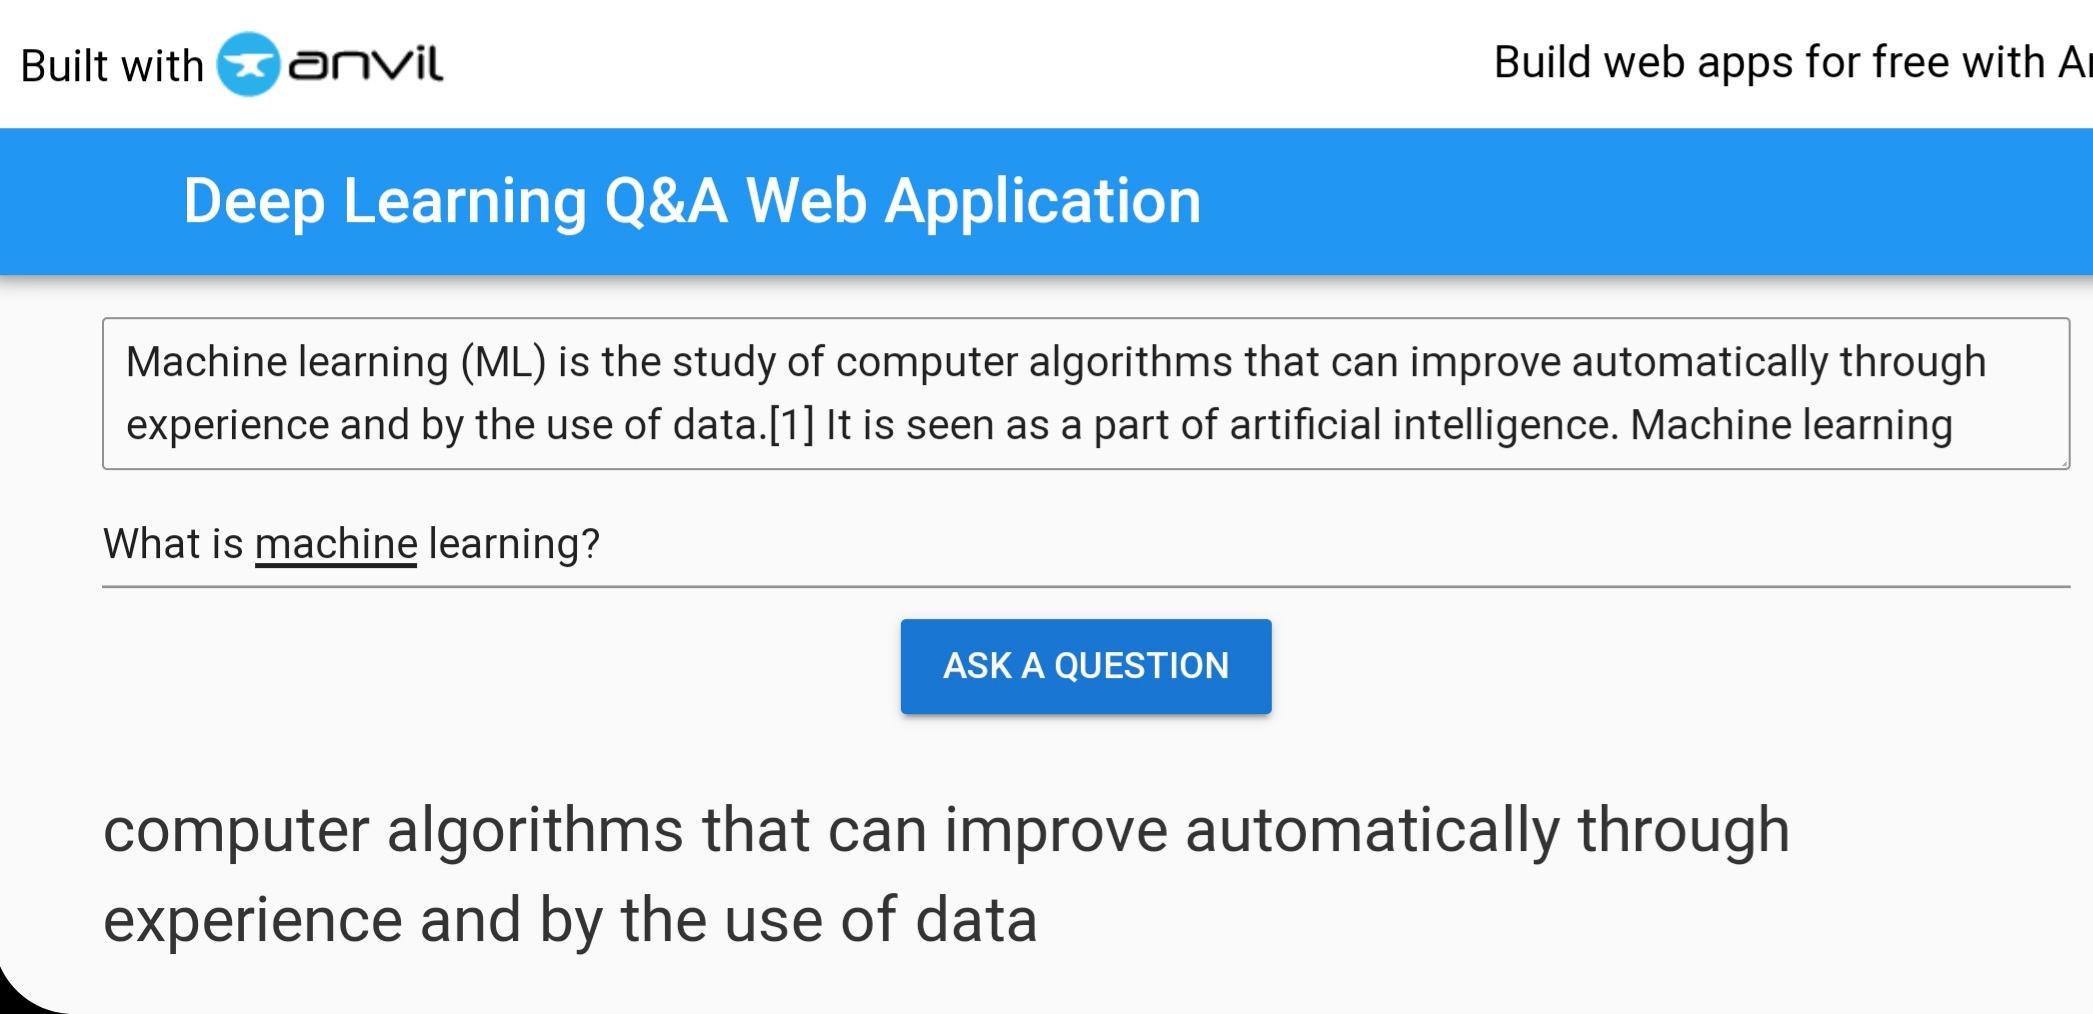 Built with anvil
Build web apps for free with
Deep Learning Q&A Web Application
Machine learning (ML) is the study of computer algorithms that can improve automatically through
experience and by the use of data.[1] It is seen as a part of artificial intelligence. Machine learning
What is machine learning?
ASK A QUESTION
computer algorithms that can improve automatically through
experience and by the use of data